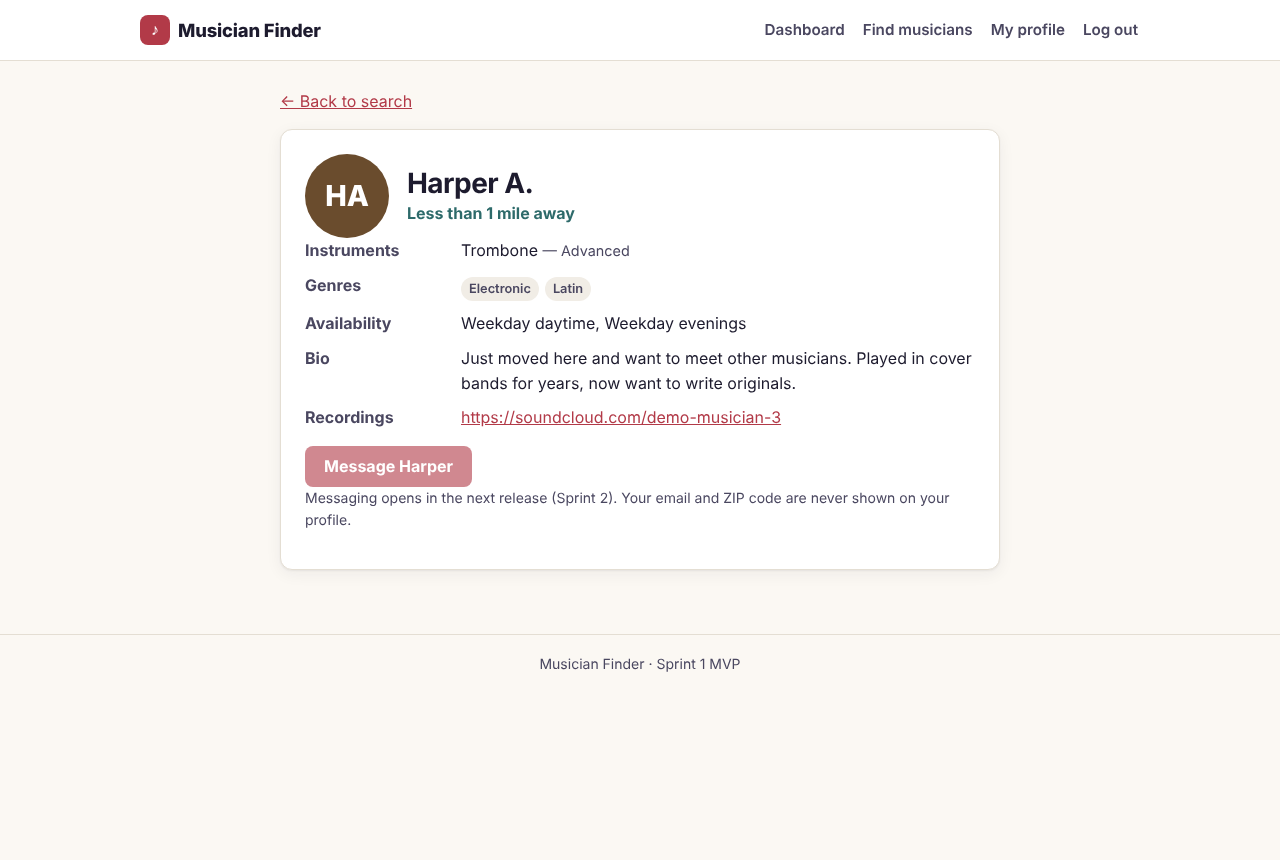 ♪ Musician Finder
Dashboard Find musicians My profile Log out
← Back to search
HA
Harper A.
Less than 1 mile away
Instruments Trombone — Advanced
Genres Electronic Latin
Availability Weekday daytime, Weekday evenings
Bio Just moved here and want to meet other musicians. Played in cover
bands for years, now want to write originals.
Recordings https://soundcloud.com/demo-musician-3
Message Harper
Messaging opens in the next release (Sprint 2). Your email and ZIP code are never shown on your
profile.
Musician Finder · Sprint 1 MVP